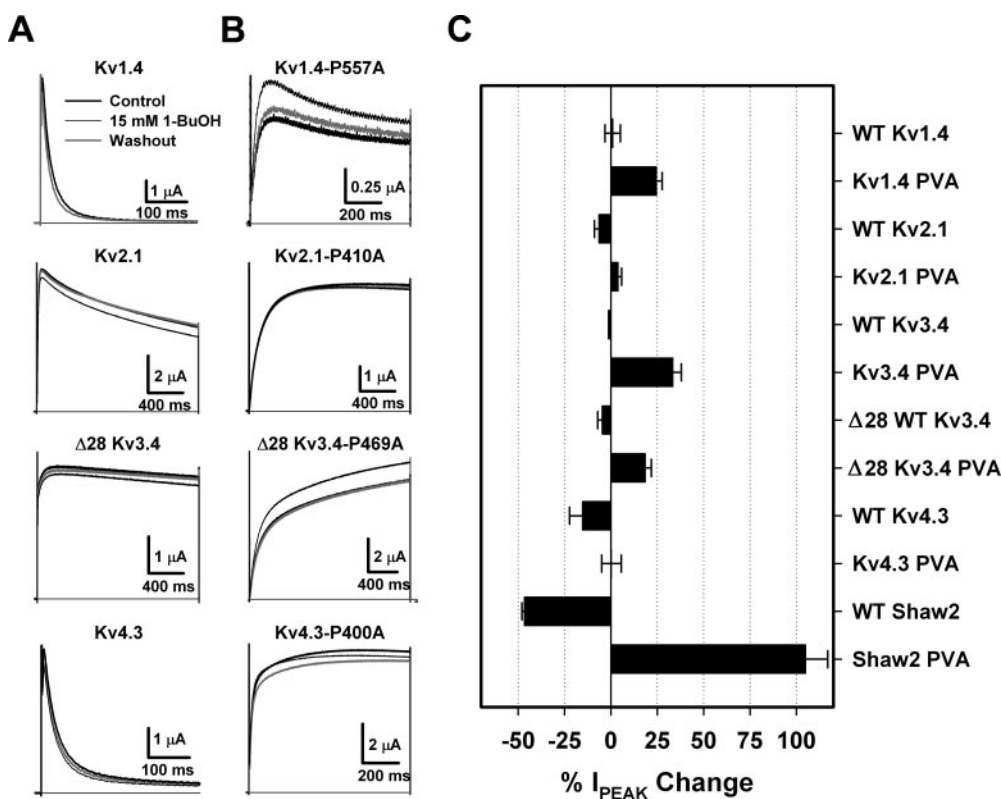 A
Kv1.4
Control
15 mM 1-BuOH
Washout
1 μA
100 ms
Kv2.1
2 μA
400 ms
Δ28 Kv3.4
1 μA
400 ms
Kv4.3
1 μA
100 ms
B
Kv1.4-P557A
0.25 μA
200 ms
Kv2.1-P410A
1 μA
400 ms
Δ28 Kv3.4-P469A
2 μA
400 ms
Kv4.3-P400A
2 μA
200 ms
C
WT Kv1.4
Kv1.4 PVA
WT Kv2.1
Kv2.1 PVA
WT Kv3.4
Kv3.4 PVA
Δ28 WT Kv3.4
Δ28 Kv3.4 PVA
WT Kv4.3
Kv4.3 PVA
WT Shaw2
Shaw2 PVA
-50 -25 0 25 50 75 100
% IPEAK Change